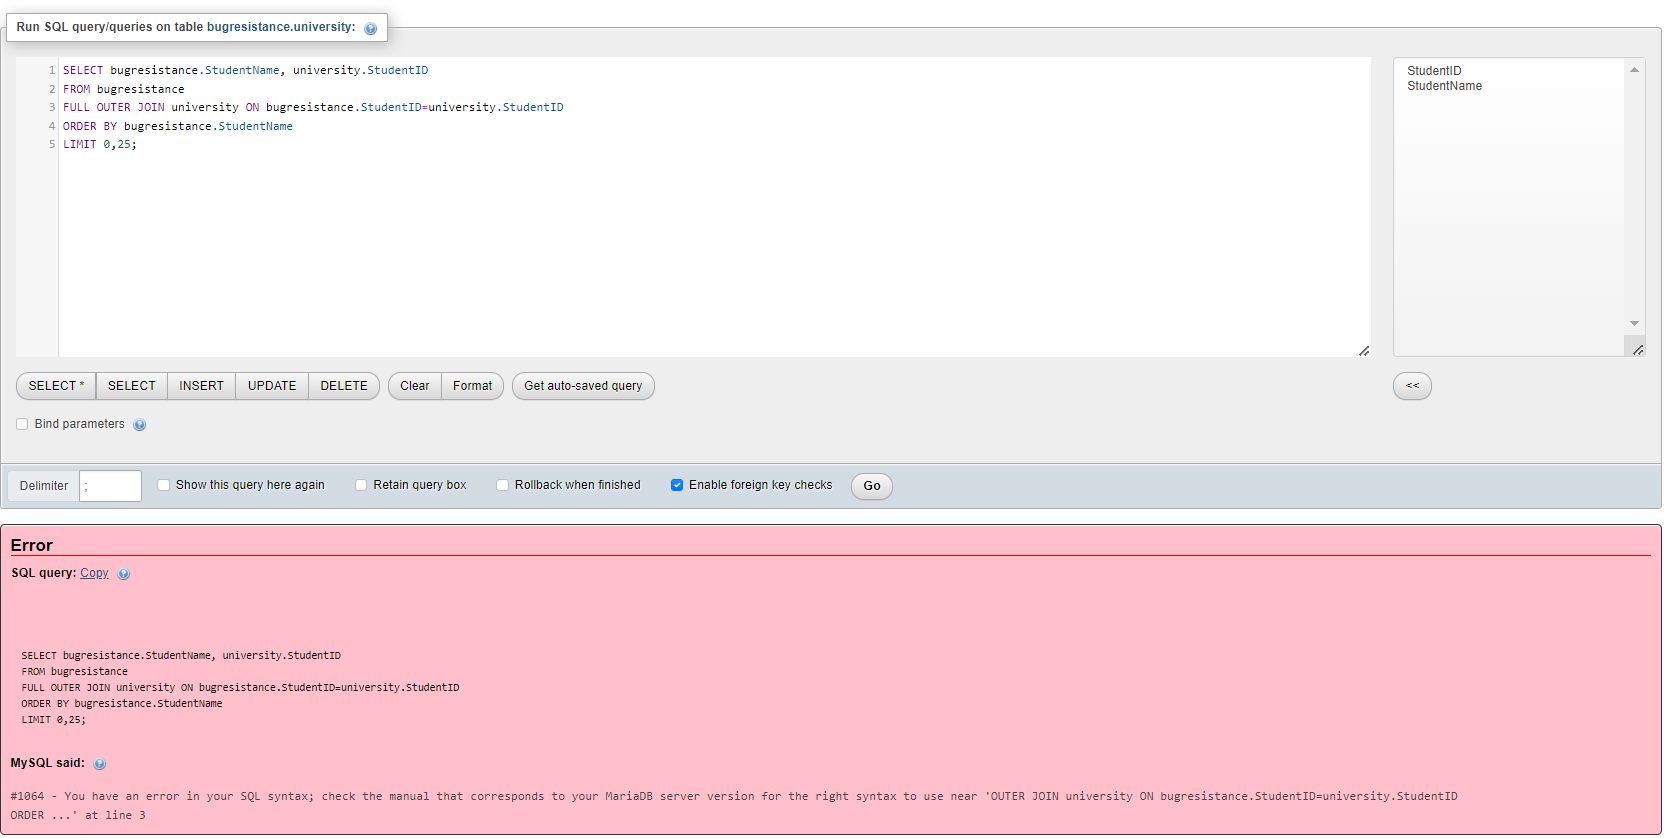 Run SQL query/queries on table bugresistance.university:
1 SELECT bugresistance.StudentName, university.StudentID
2 FROM bugresistance
3 FULL OUTER JOIN university ON bugresistance.StudentID=university.StudentID
4 ORDER BY bugresistance.StudentName
5 LIMIT 0,25;
StudentID
StudentName
SELECT * SELECT INSERT UPDATE DELETE Clear Format Get auto-saved query <<
Bind parameters
Delimiter ; Show this query here again Retain query box Rollback when finished Enable foreign key checks Go
Error
SQL query: Copy
SELECT bugresistance.StudentName, university.StudentID
FROM bugresistance
FULL OUTER JOIN university ON bugresistance.StudentID=university.StudentID
ORDER BY bugresistance.StudentName
LIMIT 0,25;
MySQL said:
#1064 - You have an error in your SQL syntax; check the manual that corresponds to your MariaDB server version for the right syntax to use near 'OUTER JOIN university ON bugresistance.StudentID=university.StudentID
ORDER ...' at line 3